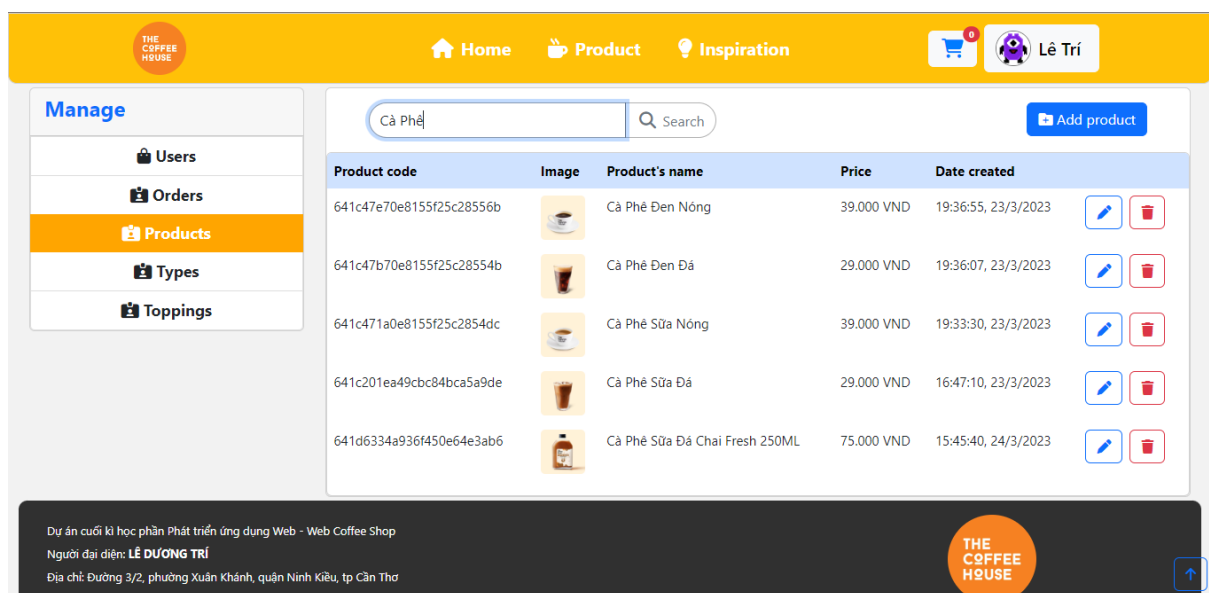 THE
COFFEE
HOUSE
Home Product Inspiration
0
Lê Trí
Manage
Users
Orders
Products
Types
Toppings
Cà Phê
Search
Add product
Product code Image Product's name Price Date created
641c47e70e8155f25c28556b Cà Phê Đen Nóng 39.000 VND 19:36:55, 23/3/2023
641c47b70e8155f25c28554b Cà Phê Đen Đá 29.000 VND 19:36:07, 23/3/2023
641c471a0e8155f25c2854dc Cà Phê Sữa Nóng 39.000 VND 19:33:30, 23/3/2023
641c201ea49cbc84bca5a9de Cà Phê Sữa Đá 29.000 VND 16:47:10, 23/3/2023
641d6334a936f450e64e3ab6 Cà Phê Sữa Đá Chai Fresh 250ML 75.000 VND 15:45:40, 24/3/2023
Dự án cuối kì học phần Phát triển ứng dụng Web - Web Coffee Shop
Người đại diện: LÊ DƯƠNG TRÍ
Địa chỉ: Đường 3/2, phường Xuân Khánh, quận Ninh Kiều, tp Cần Thơ
THE
COFFEE
HOUSE